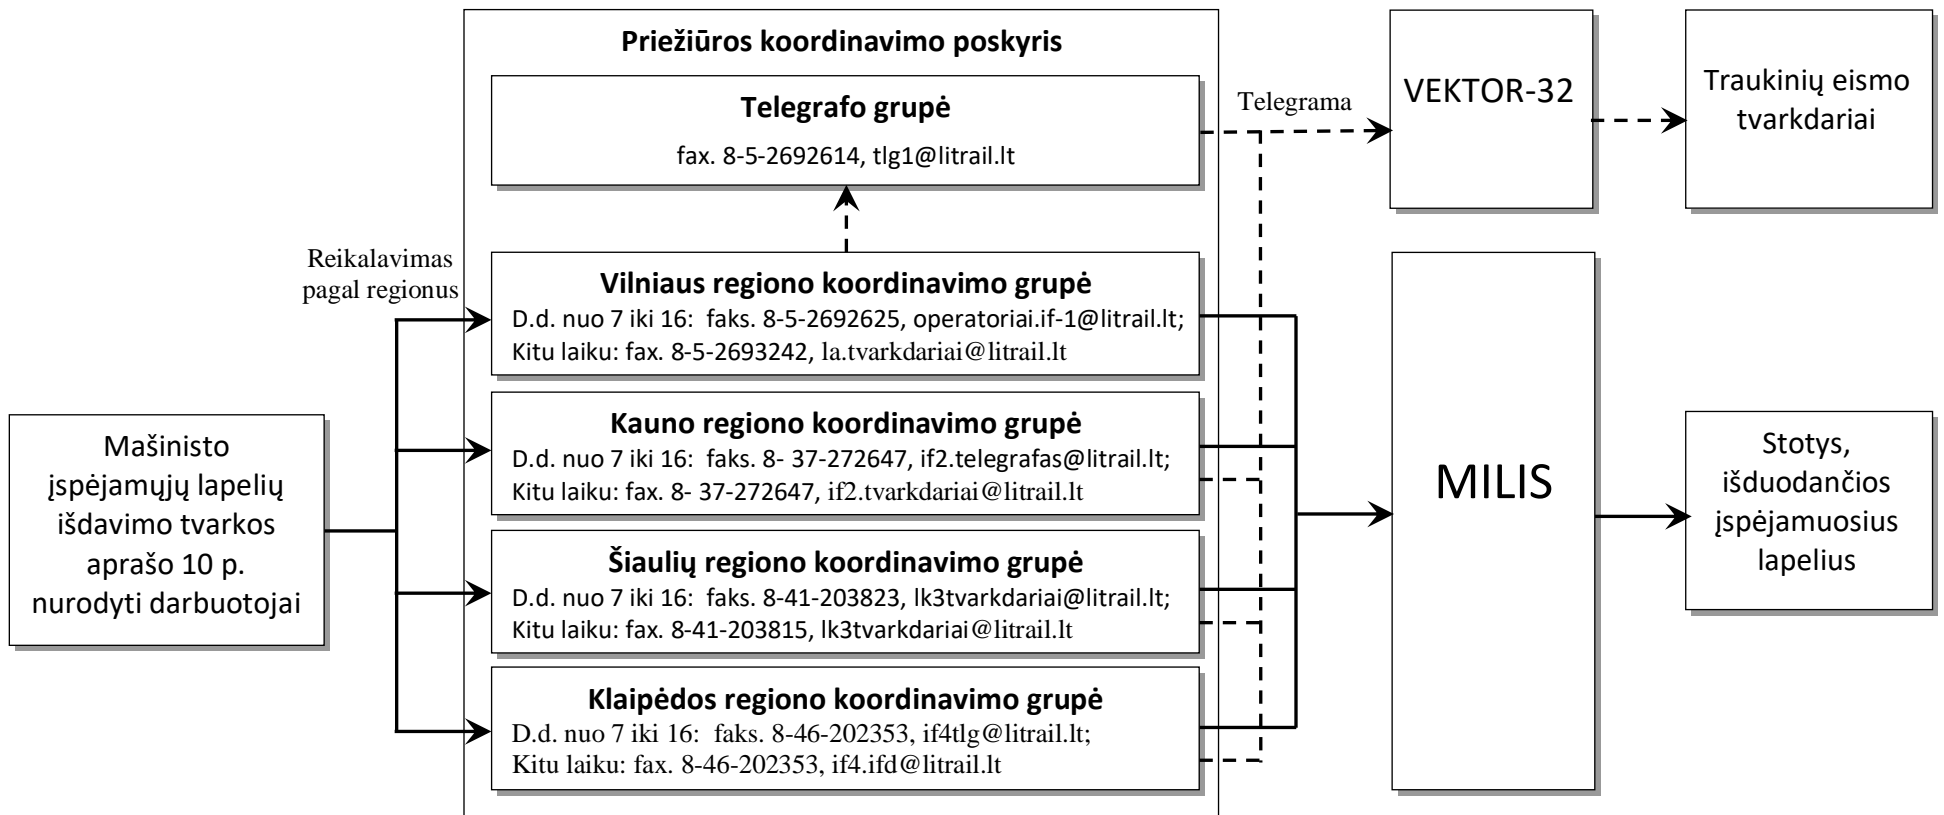 Priežiūros koordinavimo poskyris
Telegrafo grupė
fax. 8-5-2692614, tlg1@litrail.lt
Telegrama
VEKTOR-32
Traukinių eismo
tvarkdariai
Reikalavimas
pagal regionus
Vilniaus regiono koordinavimo grupė
D.d. nuo 7 iki 16:  faks. 8-5-2692625, operatoriai.if-1@litrail.lt;
Kitu laiku: fax. 8-5-2693242, la.tvarkdariai@litrail.lt
Mašinisto
įspėjamųjų lapelių
išdavimo tvarkos
aprašo 10 p.
nurodyti darbuotojai
Kauno regiono koordinavimo grupė
D.d. nuo 7 iki 16:  faks. 8- 37-272647, if2.telegrafas@litrail.lt;
Kitu laiku: fax. 8- 37-272647, if2.tvarkdariai@litrail.lt
Šiaulių regiono koordinavimo grupė
D.d. nuo 7 iki 16:  faks. 8-41-203823, lk3tvarkdariai@litrail.lt;
Kitu laiku: fax. 8-41-203815, lk3tvarkdariai@litrail.lt
Klaipėdos regiono koordinavimo grupė
D.d. nuo 7 iki 16:  faks. 8-46-202353, if4tlg@litrail.lt;
Kitu laiku: fax. 8-46-202353, if4.ifd@litrail.lt
MILIS
Stotys,
išduodančios
įspėjamuosius
lapelius